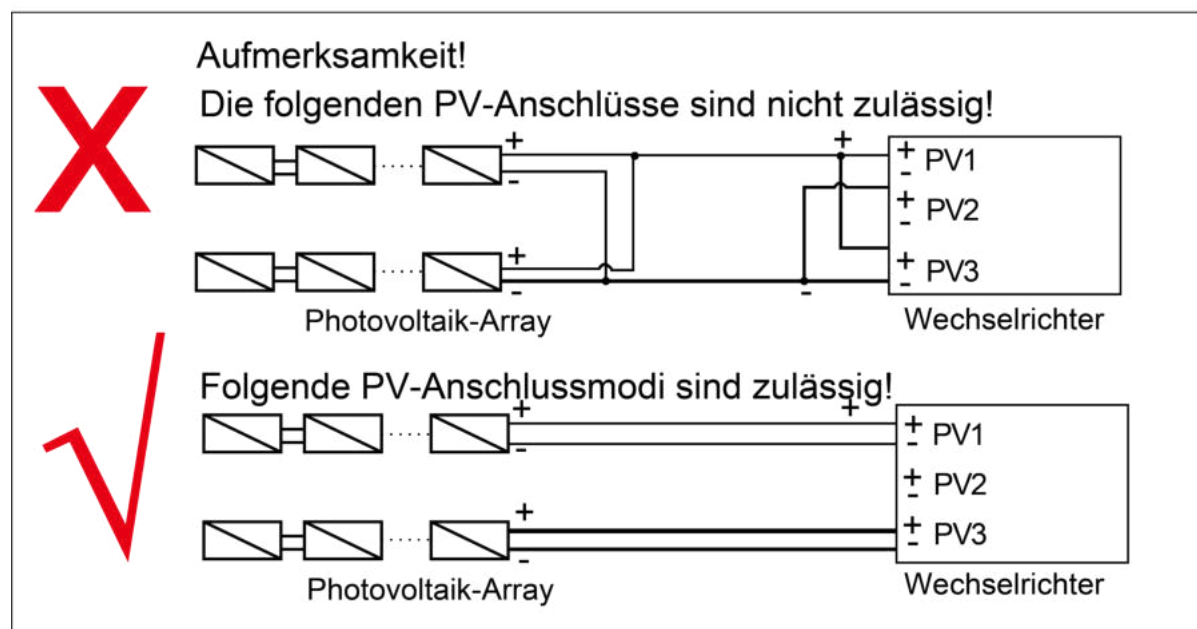 Aufmerksamkeit!
Die folgenden PV-Anschlüsse sind nicht zulässig!
+
-
+
+
- PV1
+
- PV2
+
-
+
- PV3
-
Photovoltaik-Array
Wechselrichter
Folgende PV-Anschlussmodi sind zulässig!
+
-
+
+
- PV1
+
- PV2
+
-
+
- PV3
Photovoltaik-Array
Wechselrichter